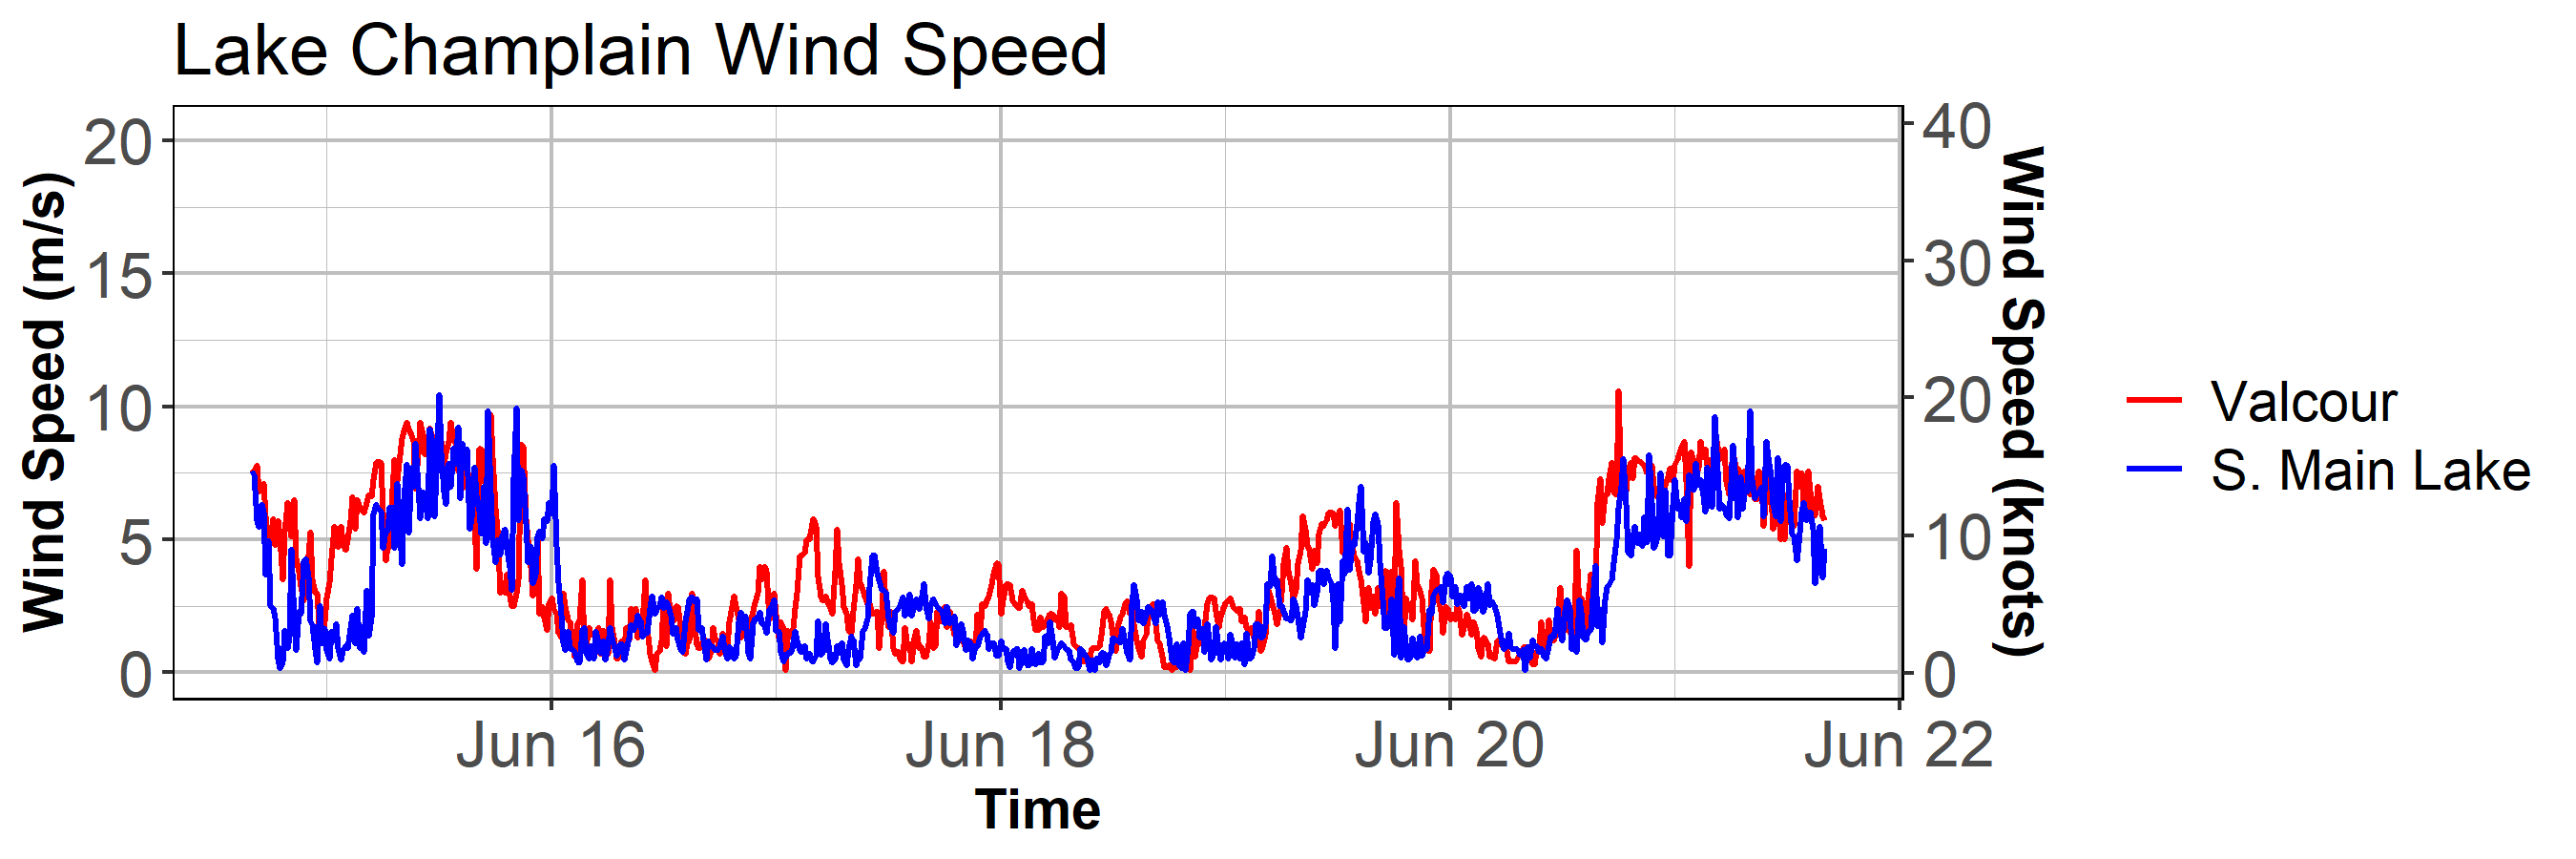 Lake Champlain Wind Speed
Wind Speed (m/s)
20
15
10
5
0
40
30
20
10
0
Wind Speed (knots)
Jun 16
Jun 18
Jun 20
Jun 22
Time
Valcour
S. Main Lake